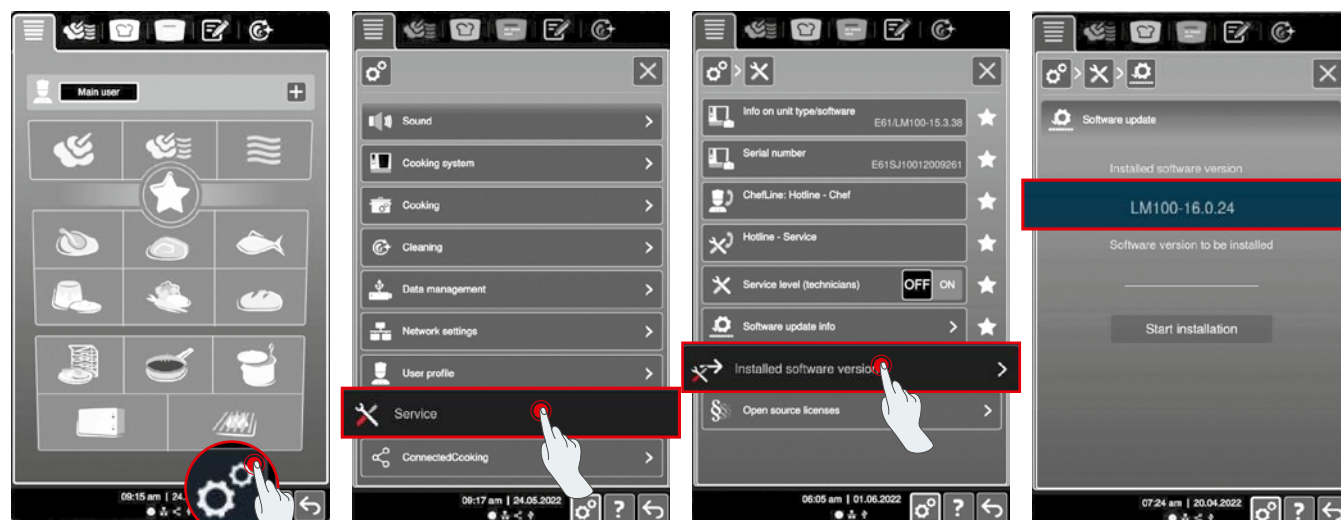 Main user
09:15 am | 24.
Sound
Cooking system
Cooking
Cleaning
Data management
Network settings
User profile
Service
ConnectedCooking
09:17 am | 24.05.2022
?
Info on unit type/software
E61/LM100-15.3.38
Serial number
E61SJ10012009261
ChefLine: Hotline - Chef
Hotline - Service
Service level (technicians)
OFF ON
Software update info
Installed software version
§§ Open source licenses
06:05 am | 01.06.2022
?
Software update
Installed software version
LM100-16.0.24
Software version to be installed
Start installation
07:24 am | 20.04.2022
?